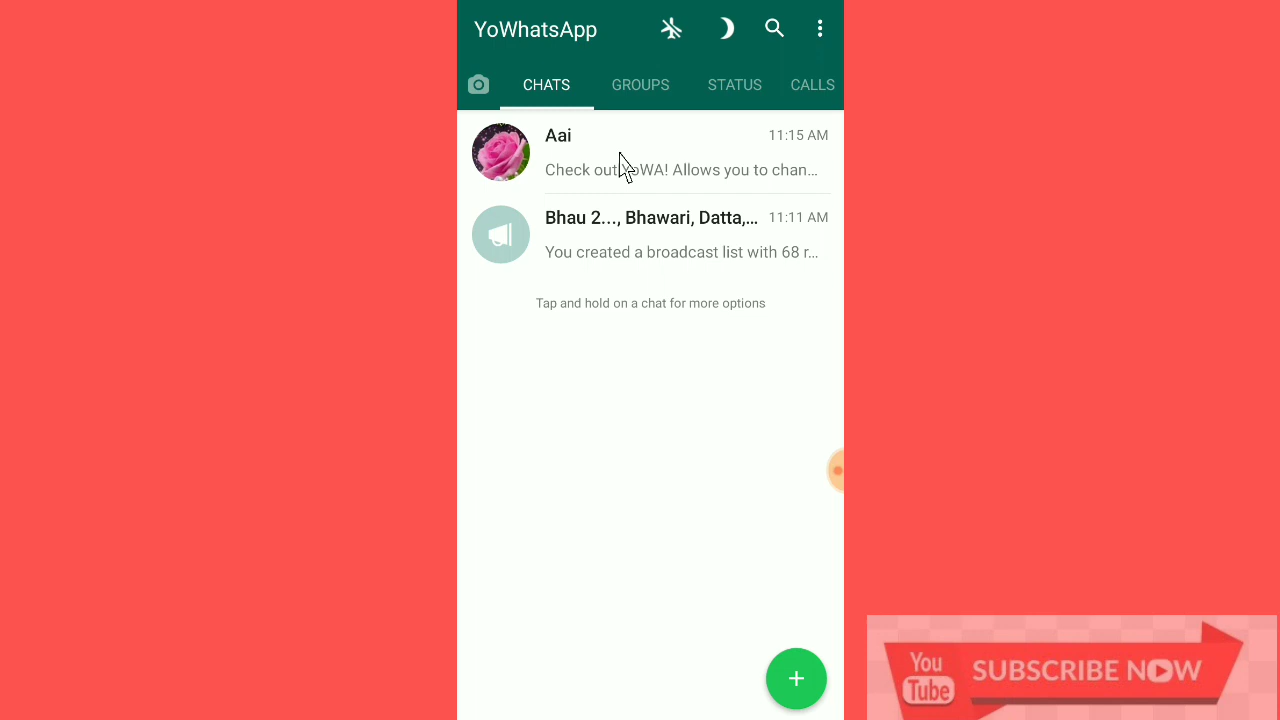 YoWhatsApp
CHATS GROUPS STATUS CALLS
Aai 11:15 AM
Check out YoWA! Allows you to chan...
Bhau 2..., Bhawari, Datta,... 11:11 AM
You created a broadcast list with 68 r...
Tap and hold on a chat for more options
You
Tube
SUBSCRIBE NOW